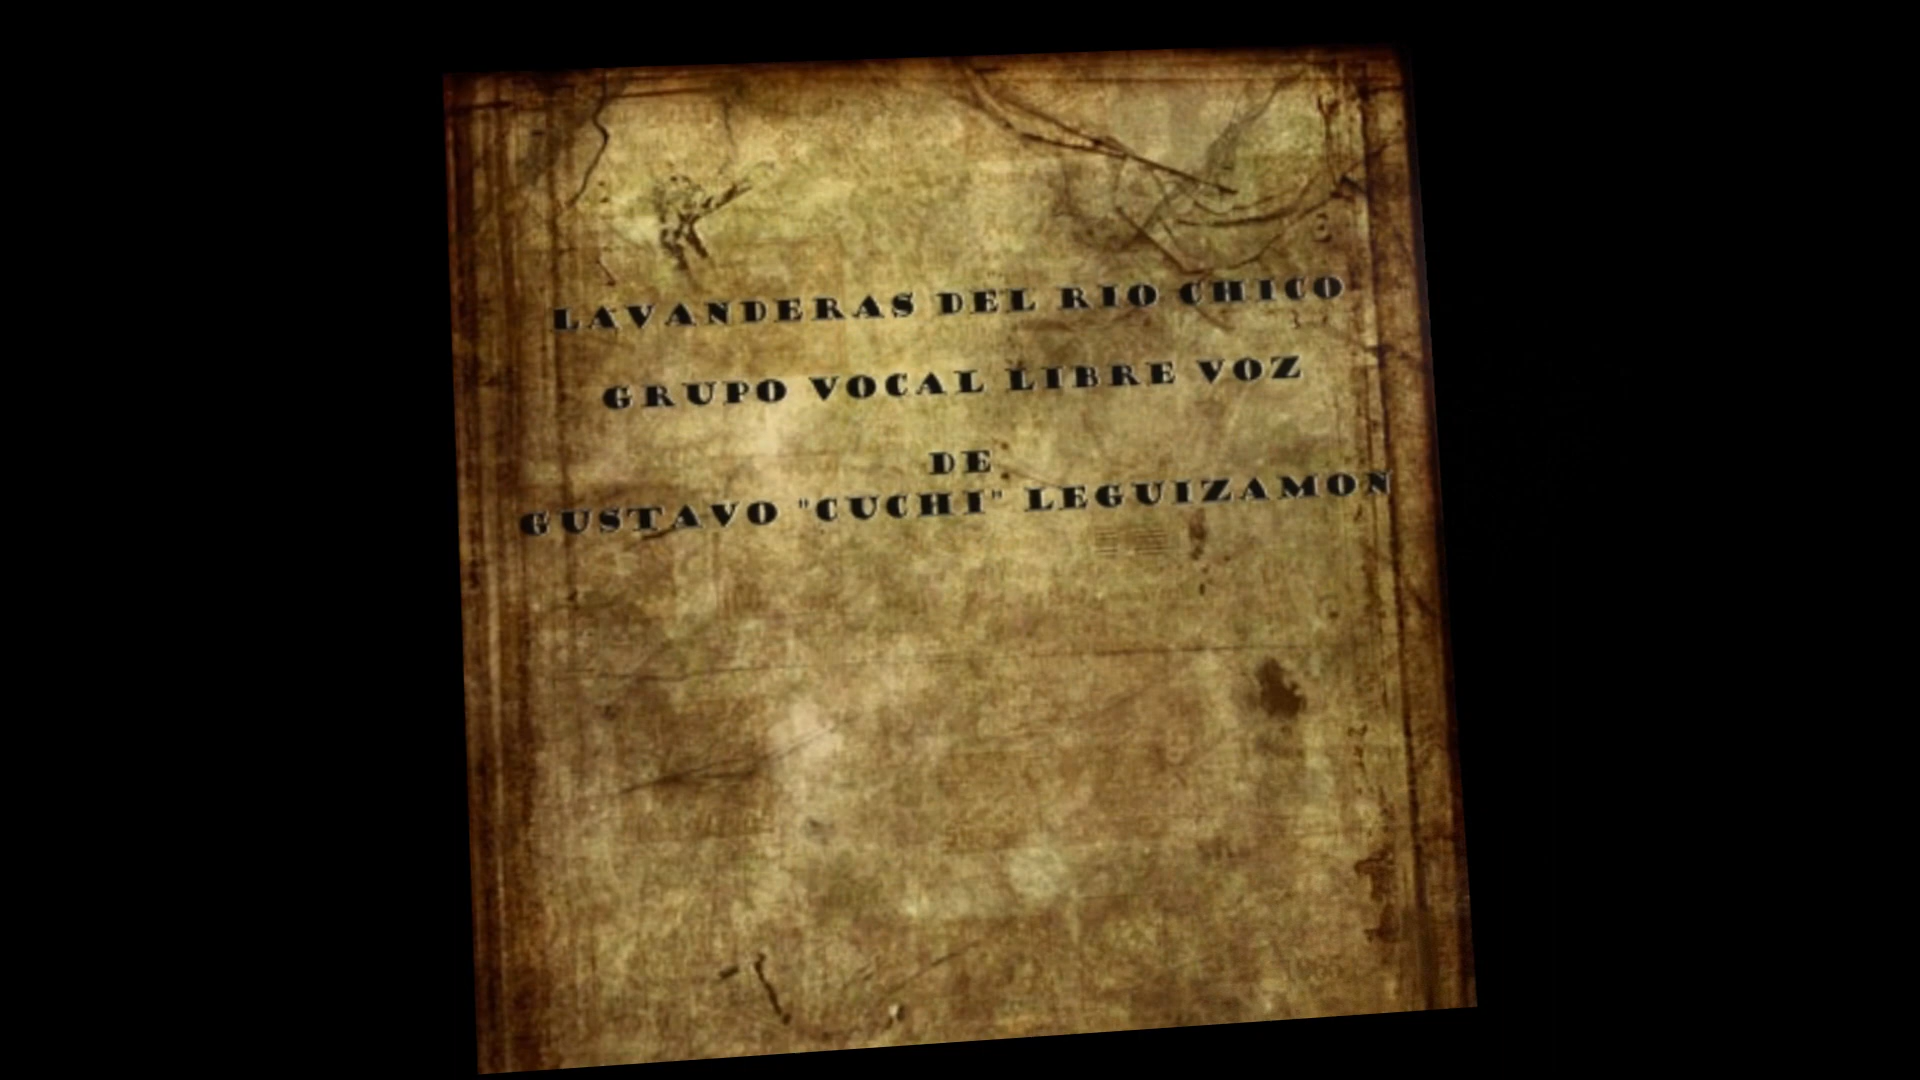 LAVANDERAS DEL RIO CHICO
GRUPO VOCAL LIBRE VOZ
DE
GUSTAVO "CUCHI" LEGUIZAMON